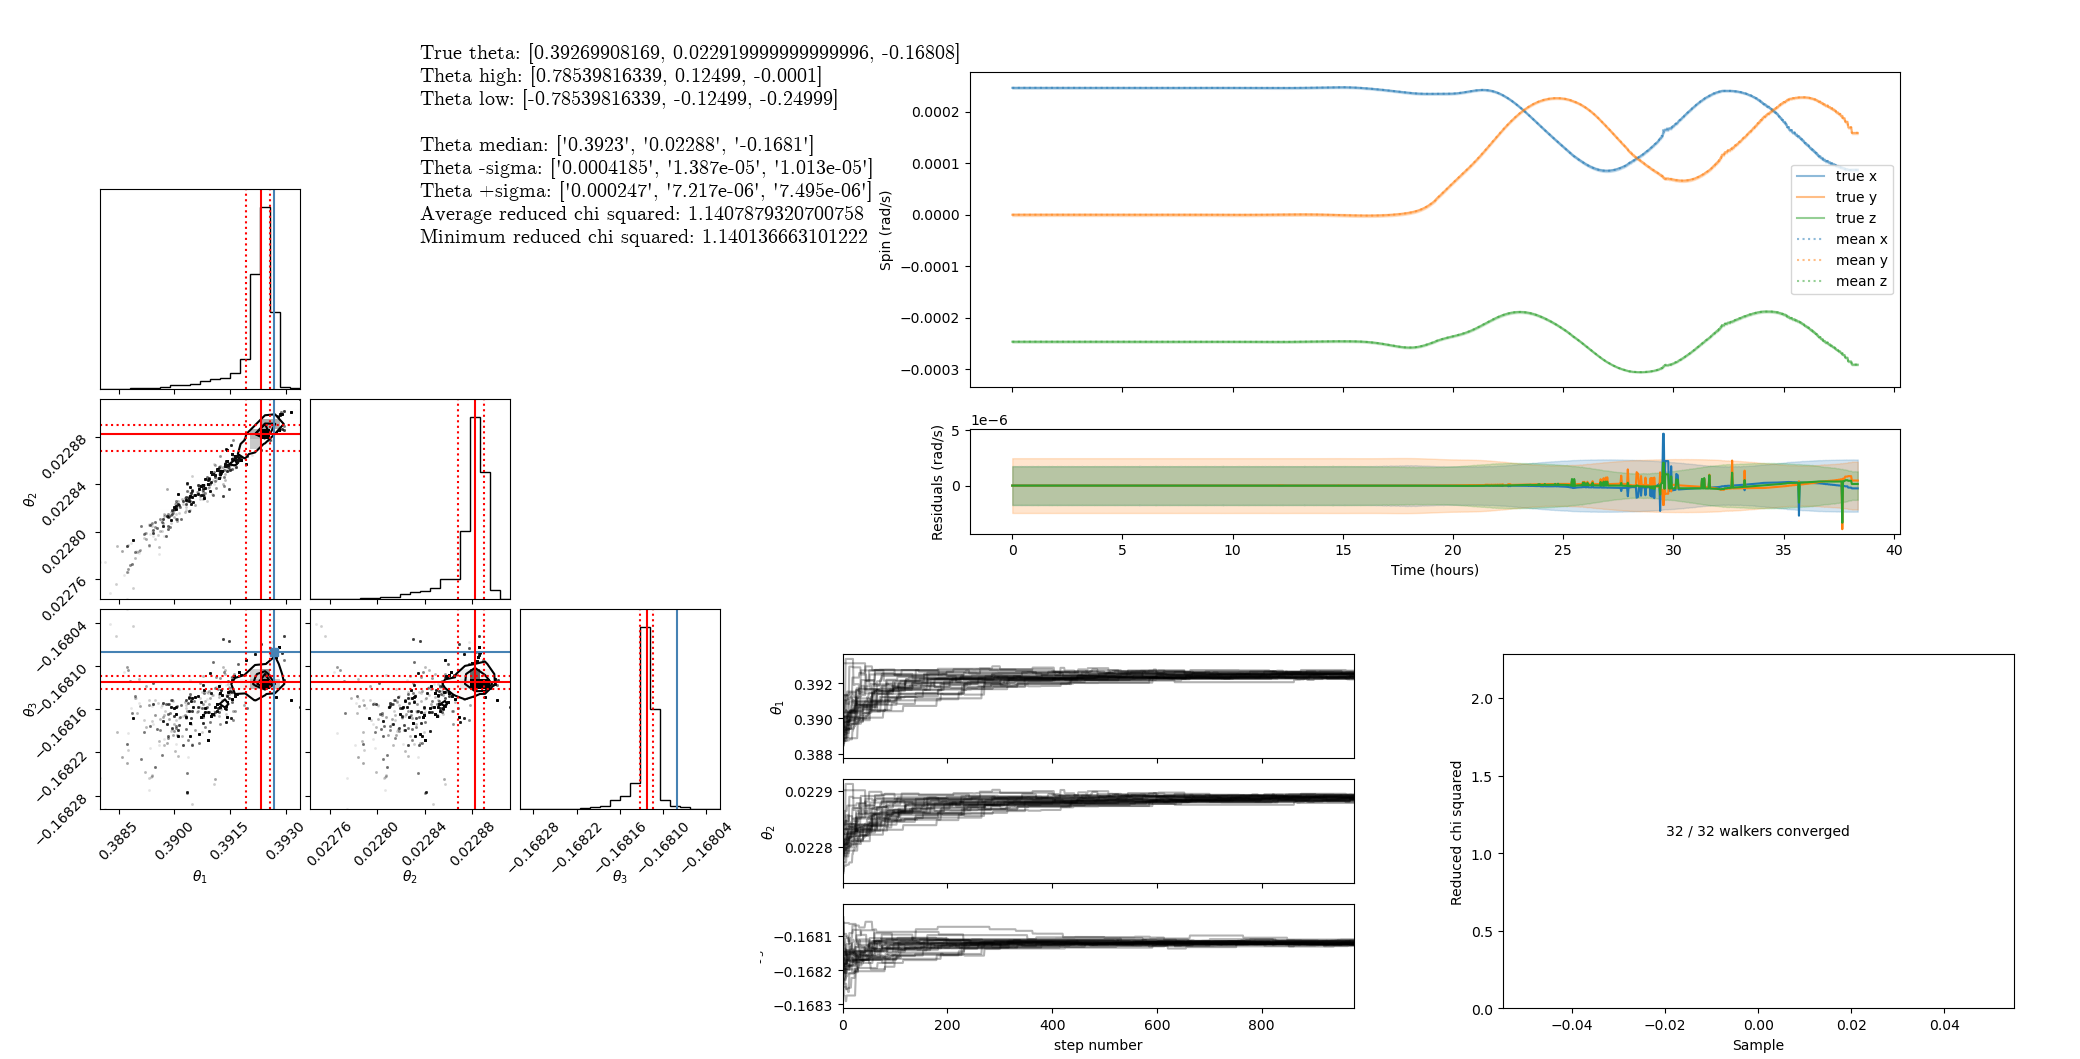 True theta: [0.39269908169, 0.022919999999999996, -0.16808]
Theta high: [0.78539816339, 0.12499, -0.0001]
Theta low: [-0.78539816339, -0.12499, -0.24999]
Theta median: ['0.3923', '0.02288', '-0.1681']
Theta -sigma: ['0.0004185', '1.387e-05', '1.013e-05']
Theta +sigma: ['0.000247', '7.217e-06', '7.495e-06']
Average reduced chi squared: 1.1407879320700758
Minimum reduced chi squared: 1.140136663101222
Spin (rad/s)
0.0002
0.0001
0.0000
−0.0001
−0.0002
−0.0003
true x
true y
true z
mean x
mean y
mean z
1e−6
Residuals (rad/s)
5
0
0 5 10 15 20 25 30 35 40
Time (hours)
θ2
0.02288
0.02284
0.02280
0.02276
θ3
−0.16804
−0.16810
−0.16816
−0.16822
−0.16828
0.3885 0.3900 0.3915 0.3930
θ1
0.02276 0.02280 0.02284 0.02288
θ2
−0.16828 −0.16822 −0.16816 −0.16810 −0.16804
θ3
θ1
0.392
0.390
0.388
θ2
0.0229
0.0228
−0.1681
−0.1682
−0.1683
0 200 400 600 800
step number
Reduced chi squared
2.0
1.5
1.0
0.5
0.0
32 / 32 walkers converged
−0.04 −0.02 0.00 0.02 0.04
Sample